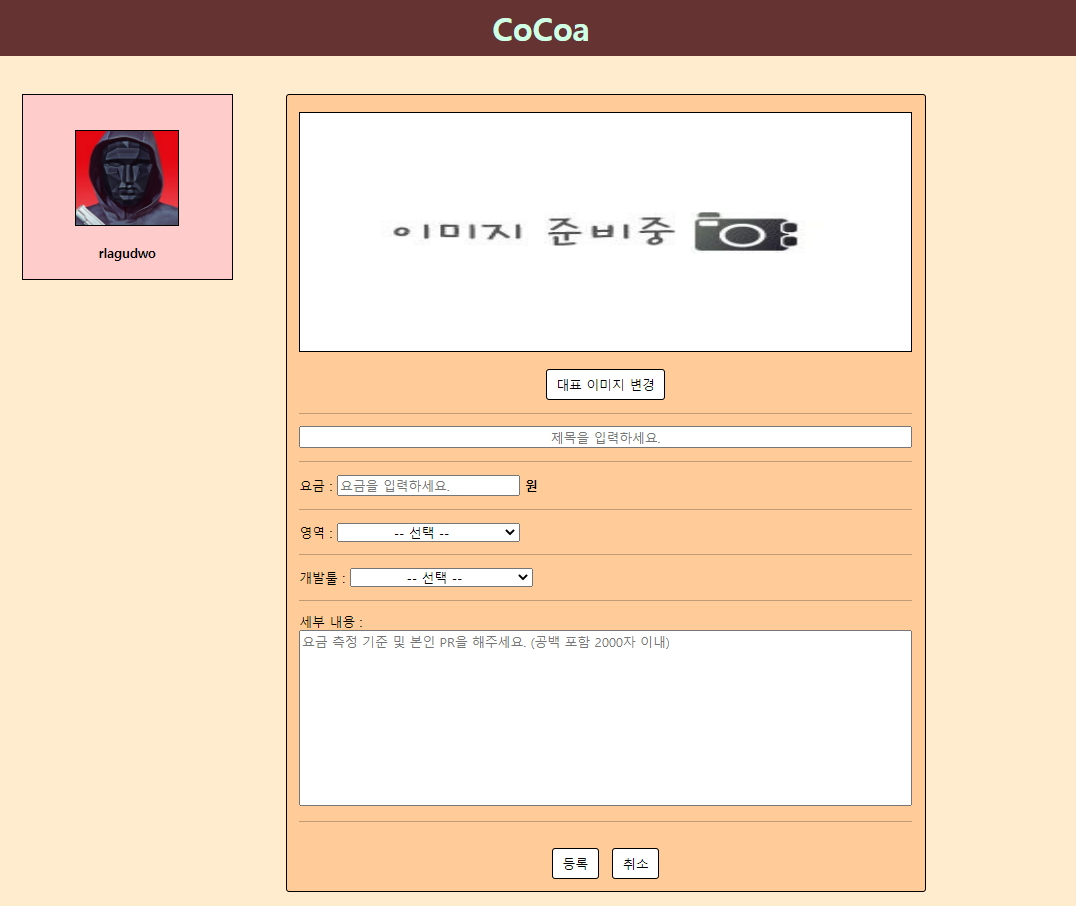 CoCoa
rlagudwo
이미지 준비중
대표 이미지 변경
제목을 입력하세요.
요금 : 요금을 입력하세요. 원
영역 : -- 선택 --
개발툴 : -- 선택 --
세부 내용 :
요금 측정 기준 및 본인 PR을 해주세요. (공백 포함 2000자 이내)
등록 취소